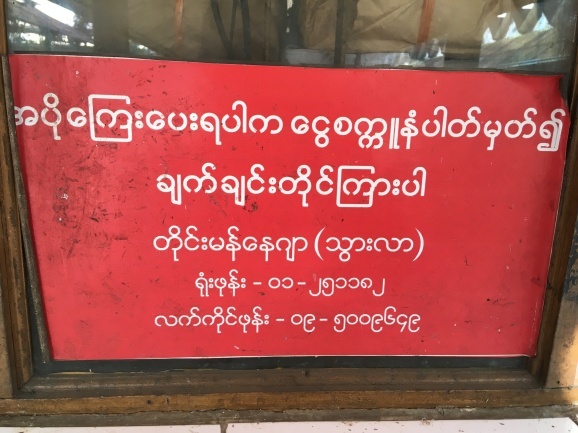 အပိုကြေးပေးရပါက ငွေစက္ကူနံပါတ်မှတ်၍
ချက်ချင်းတိုင်ကြားပါ
တိုင်းမန်နေဂျာ (သွားလာ)
ရုံးဖုန်း - ၀၁ - ၂၅၁၁၈၂
လက်ကိုင်ဖုန်း - ၀၉ - ၅၀၀၉၆၄၉